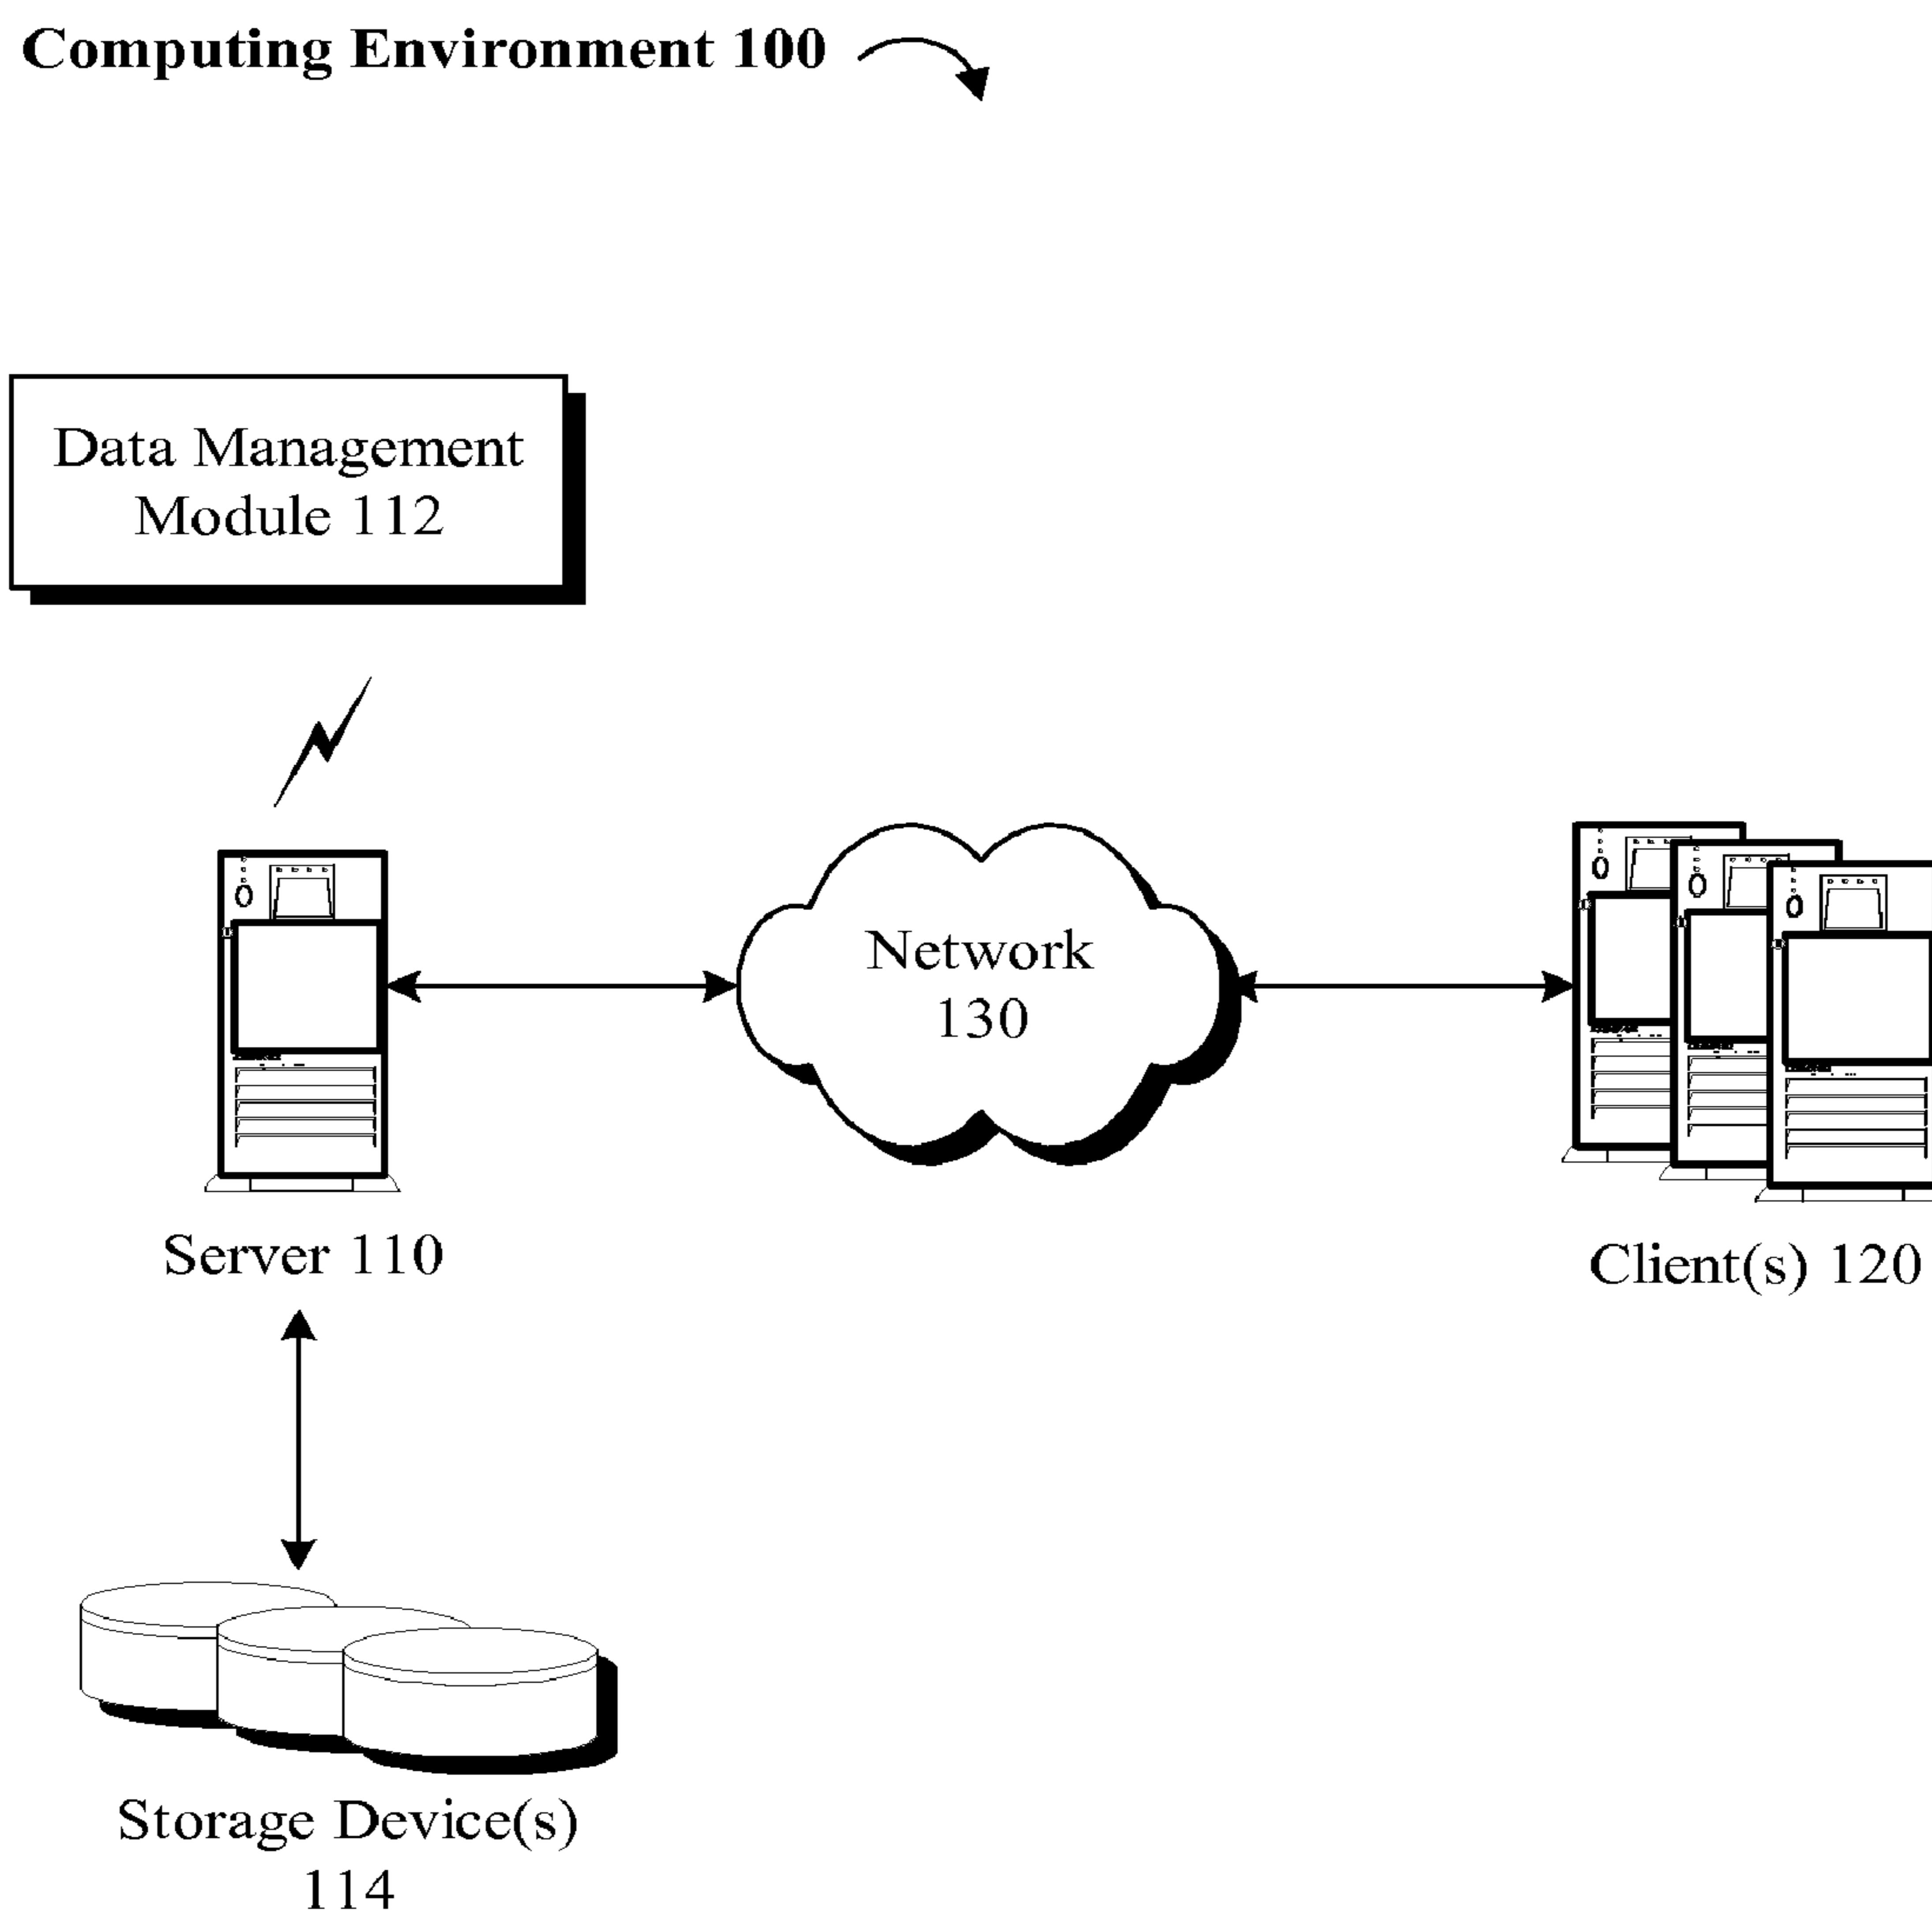 Computing Environment 100
Data Management
Module 112
Network
130
Server 110
Client(s) 120
Storage Device(s)
114